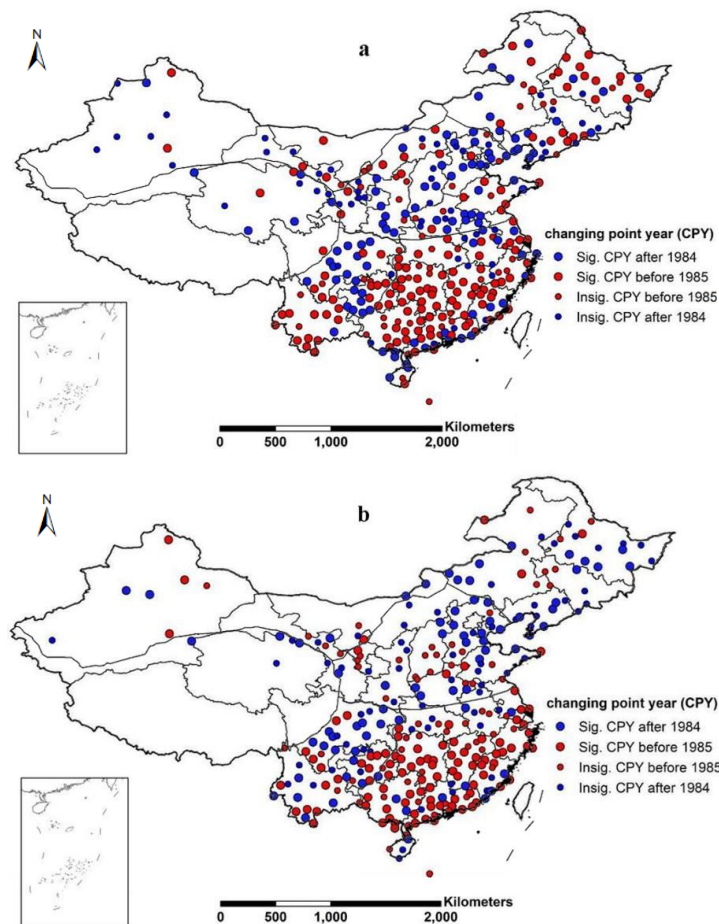 a
N
changing point year (CPY)
Sig. CPY after 1984
Sig. CPY before 1985
Insig. CPY before 1985
Insig. CPY after 1984
Kilometers
0 500 1,000 2,000
b
N
changing point year (CPY)
Sig. CPY after 1984
Sig. CPY before 1985
Insig. CPY before 1985
Insig. CPY after 1984
Kilometers
0 500 1,000 2,000